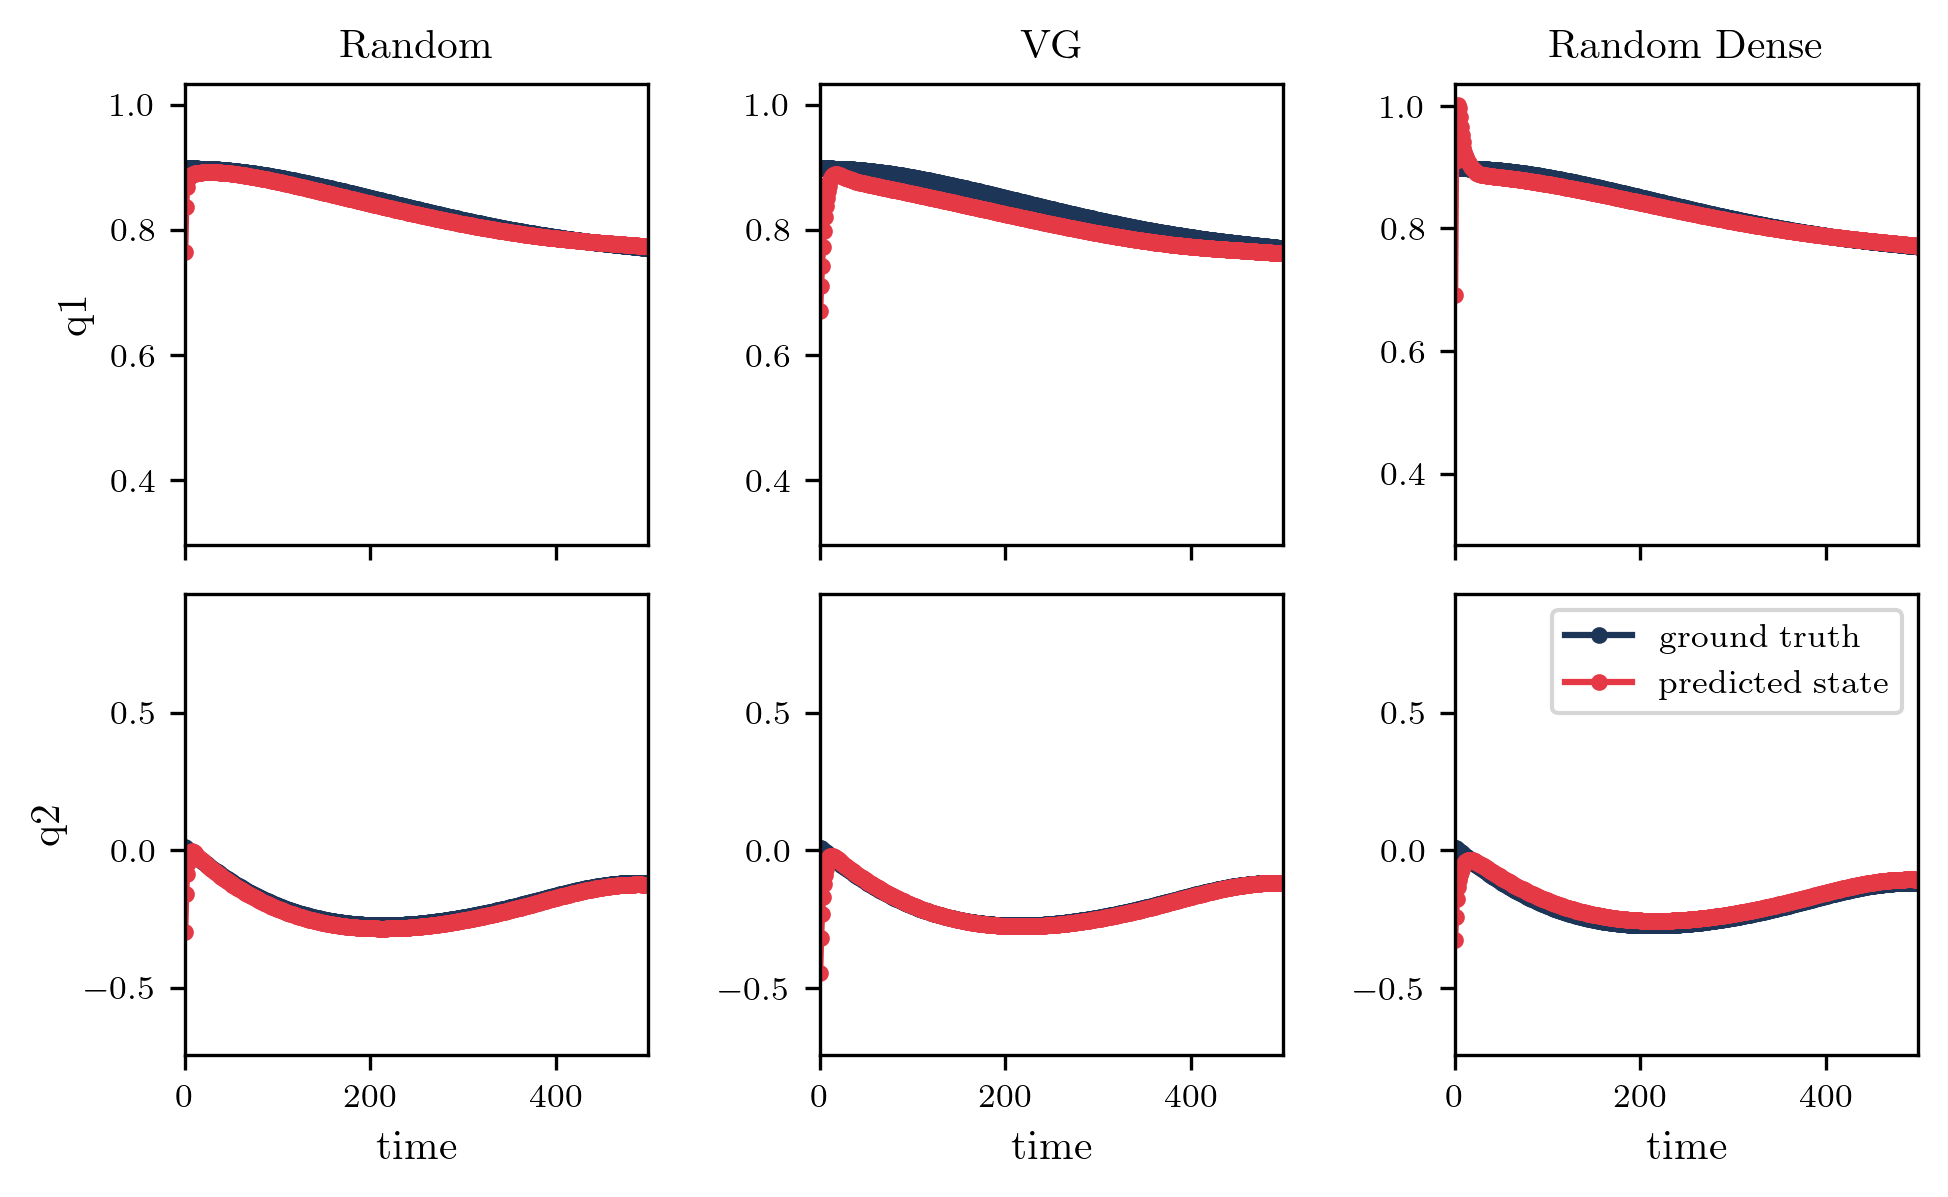 Random VG Random Dense
1.0 1.0 1.0
0.8 0.8 0.8
q1
0.6 0.6 0.6
0.4 0.4 0.4
ground truth
predicted state
0.5 0.5 0.5
q2
0.0 0.0 0.0
−0.5 −0.5 −0.5
0 200 400 0 200 400 0 200 400
time time time